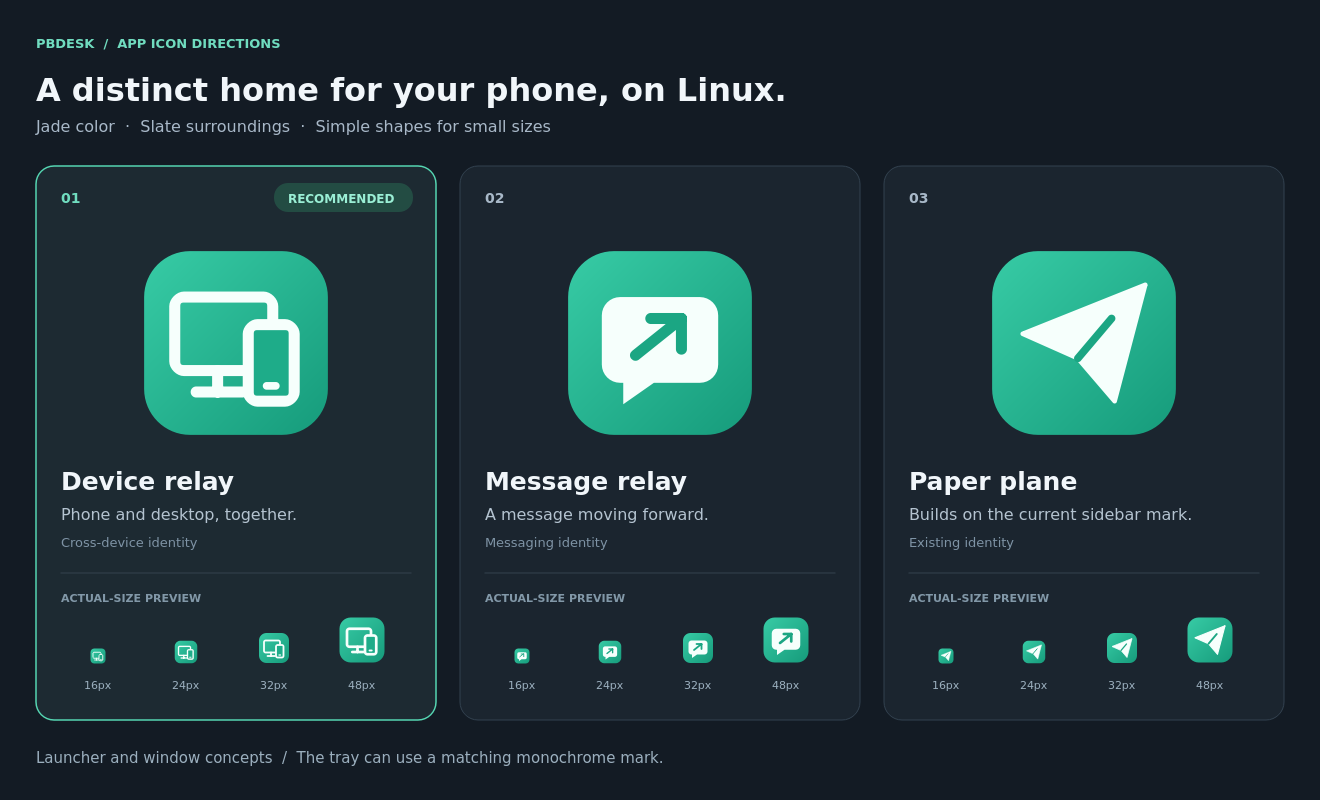 PBDESK / APP ICON DIRECTIONS
A distinct home for your phone, on Linux.
Jade color · Slate surroundings · Simple shapes for small sizes
01
RECOMMENDED
Device relay
Phone and desktop, together.
Cross-device identity
ACTUAL-SIZE PREVIEW
16px 24px 32px 48px
02
Message relay
A message moving forward.
Messaging identity
ACTUAL-SIZE PREVIEW
16px 24px 32px 48px
03
Paper plane
Builds on the current sidebar mark.
Existing identity
ACTUAL-SIZE PREVIEW
16px 24px 32px 48px
Launcher and window concepts / The tray can use a matching monochrome mark.